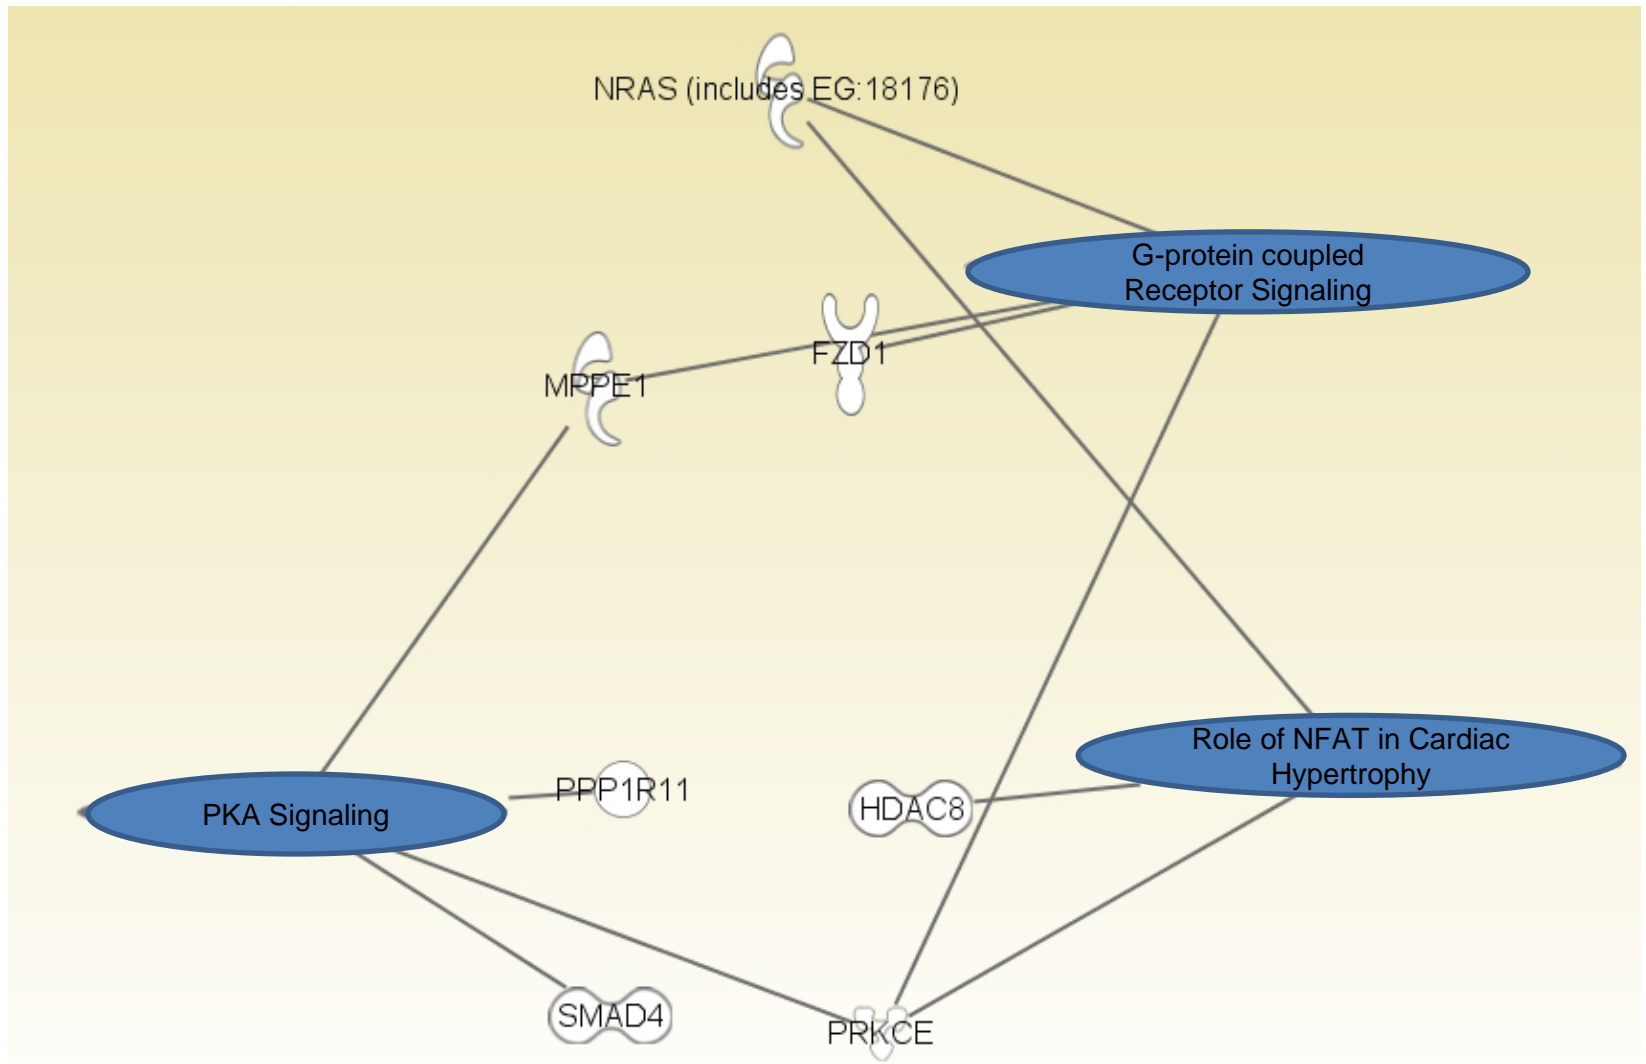 NRAS (includes EG:18176)
G-protein coupled
Receptor Signaling
FZD1
MPPE1
Role of NFAT in Cardiac
Hypertrophy
PPP1R11
HDAC8
PKA Signaling
SMAD4
PRKCE